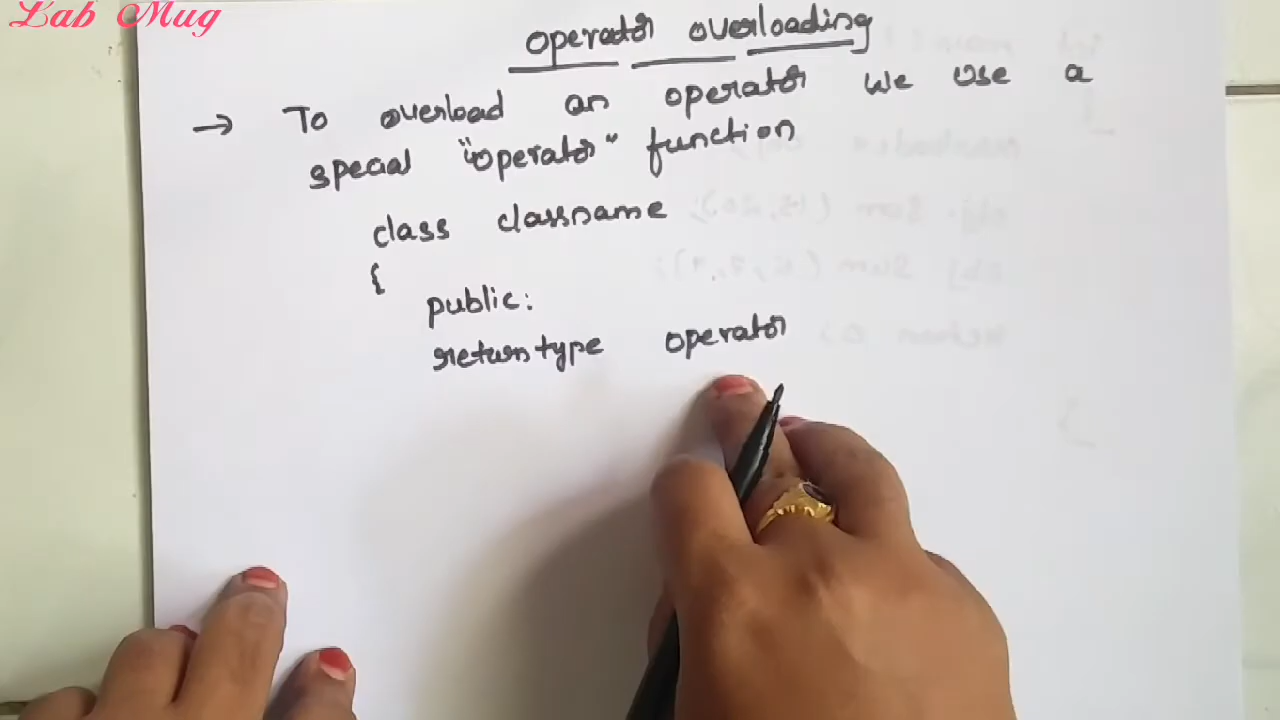 Lab Mug
operator overloading
→ To overload an operator we use a
special "operator" function
class classname
{
public:
returntype operator